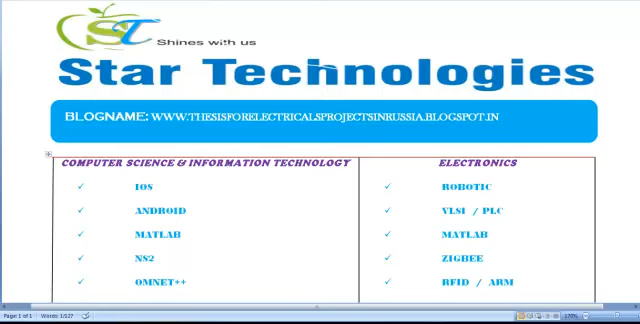 ST
Shines with us
Star Technologies
BLOGNAME: WWW.THESISFORELECTRICALSPROJECTSINRUSSIA.BLOGSPOT.IN
COMPUTER SCIENCE & INFORMATION TECHNOLOGY
ELECTRONICS
✓ IOS
✓ ROBOTIC
✓ ANDROID
✓ VLSI / PLC
✓ MATLAB
✓ MATLAB
✓ NS2
✓ ZIGBEE
✓ OMNET++
✓ RFID / ARM
Page: 1 of 1 Words: 1/127 170%